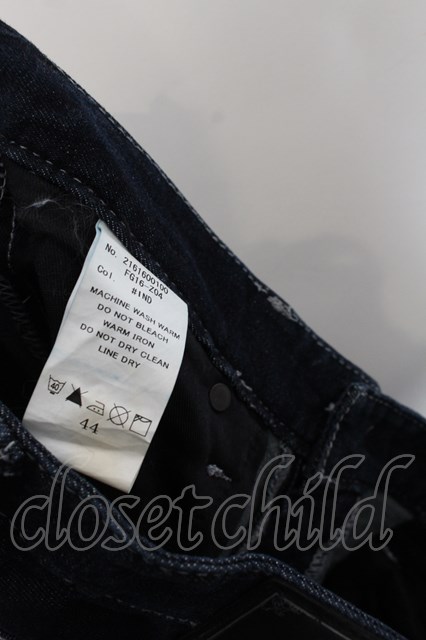 No. 2161600100
FG16-Z04
Col. #IND
MACHINE WASH WARM
DO NOT BLEACH
WARM IRON
DO NOT DRY CLEAN
LINE DRY
40
44
closetchild